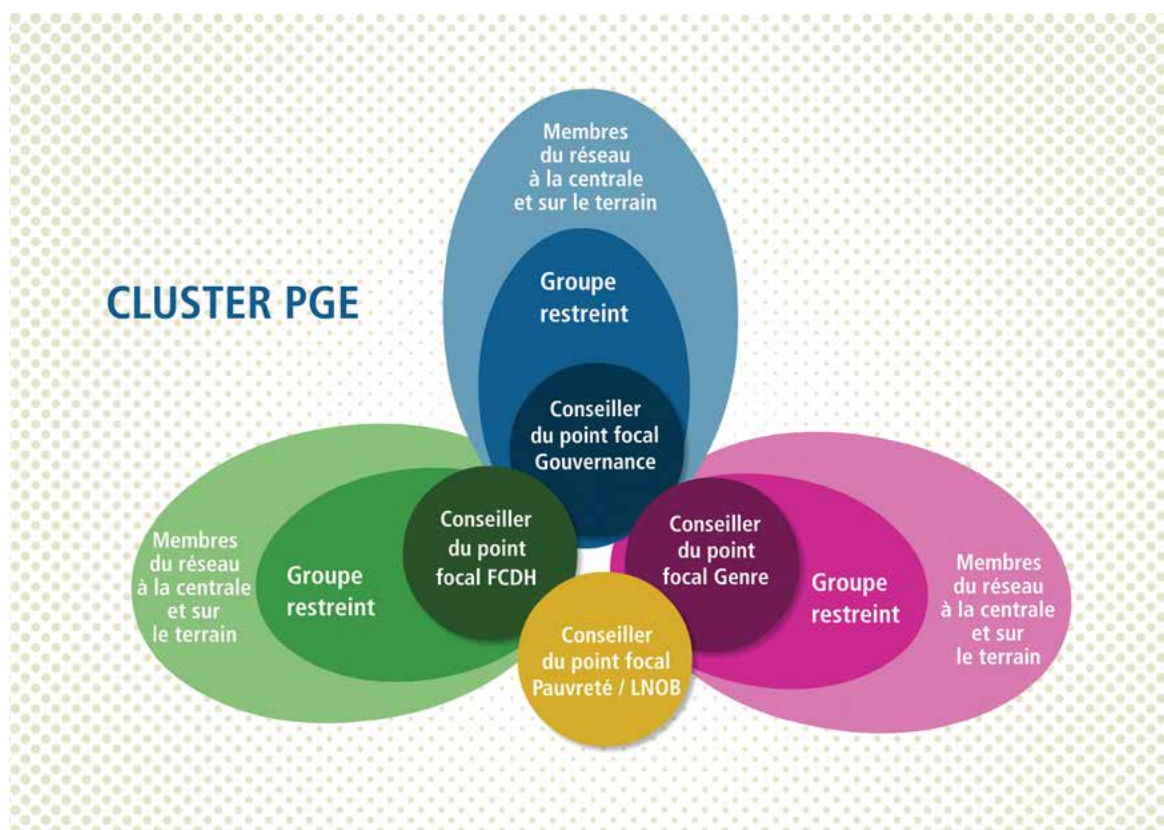 Membres
du réseau
à la centrale
et sur le terrain
Groupe
restreint
CLUSTER PGE
Conseiller
du point focal
Gouvernance
Membres
du réseau
à la centrale
et sur
le terrain
Groupe
restreint
Conseiller
du point
focal FCDH
Conseiller
du point
focal Genre
Groupe
restreint
Membres
du réseau
à la centrale
et sur
le terrain
Conseiller
du point focal
Pauvreté / LNOB